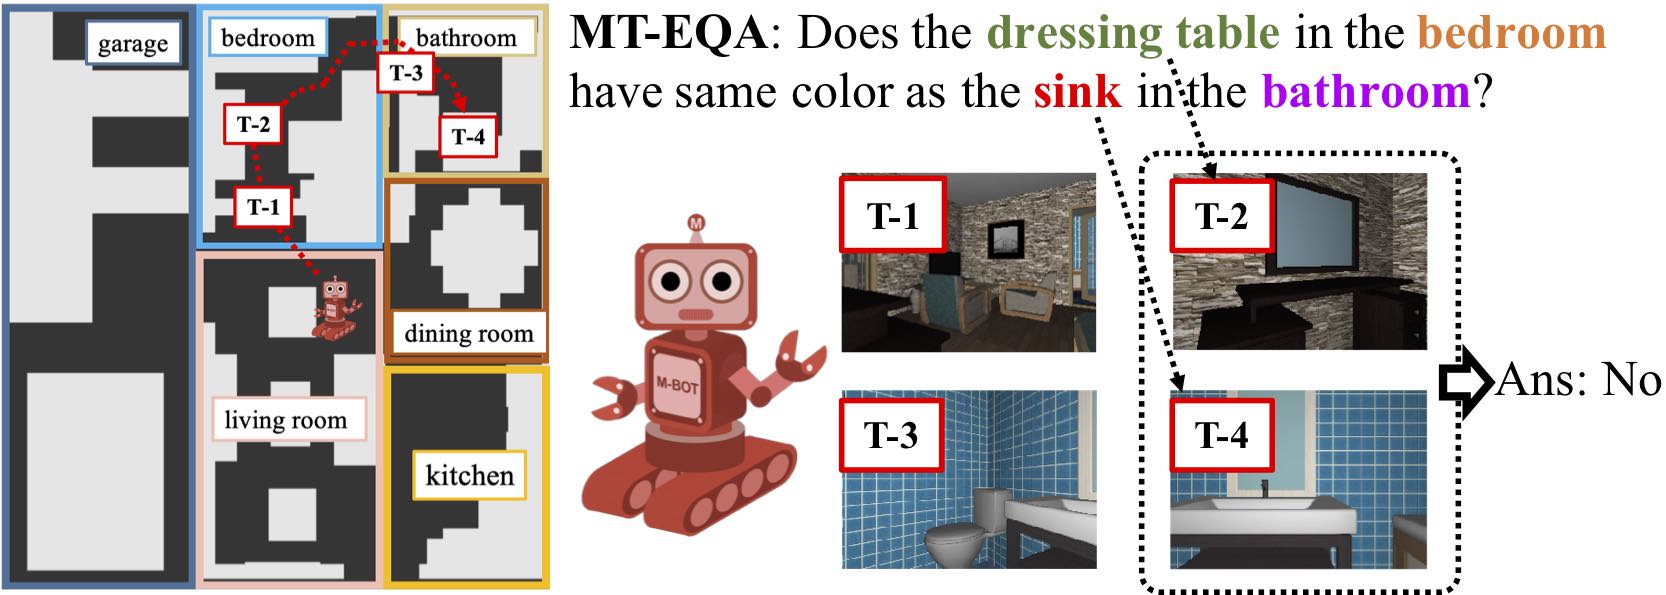 garage
bedroom
bathroom
T-3
T-2
T-4
T-1
dining room
living room
kitchen
MT-EQA: Does the dressing table in the bedroom
have same color as the sink in the bathroom?
M
M-BOT
T-1
T-2
T-3
T-4
Ans: No